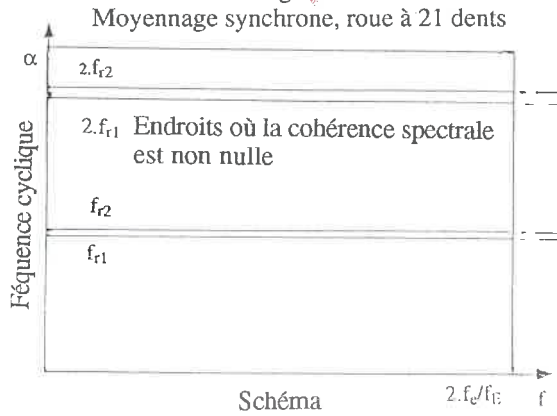 Moyennage synchrone, roue à 21 dents
α
2.fr2
2.fr1 Endroits où la cohérence spectrale
est non nulle
fr2
fr1
Féquence cyclique
Schéma
2.fe/fE
f